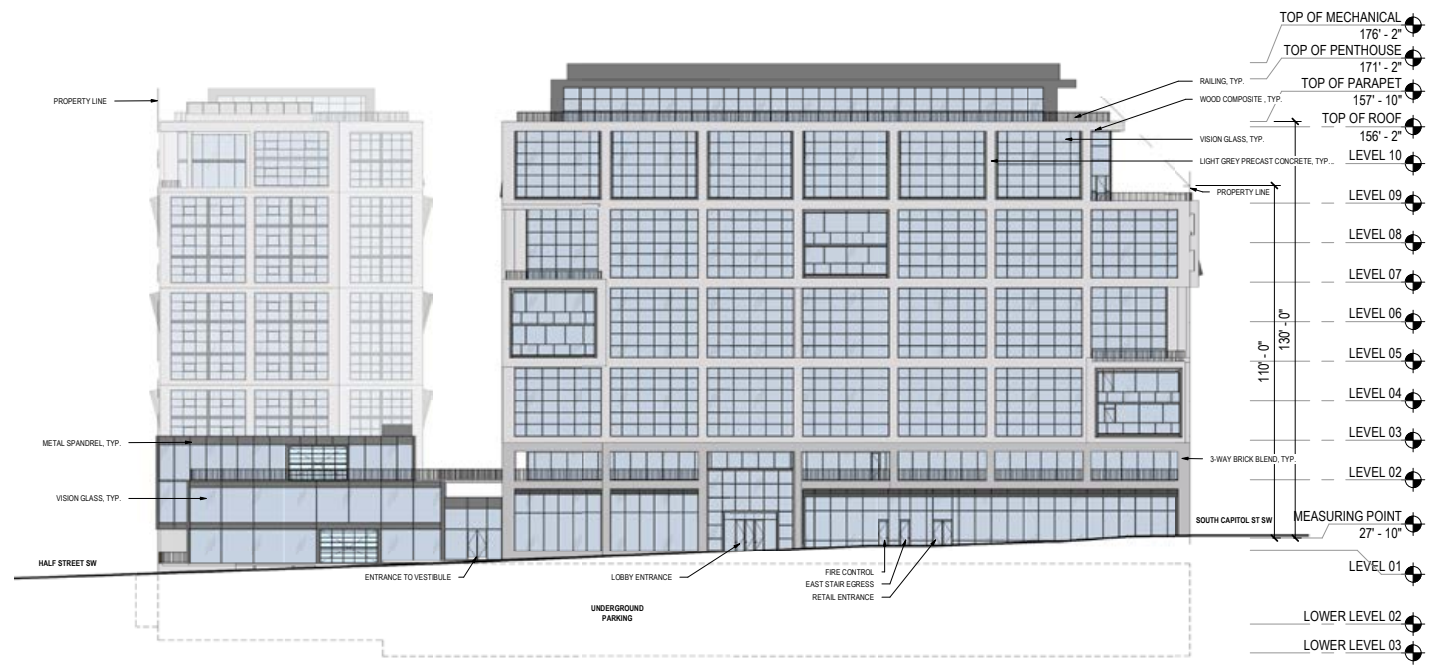 TOP OF MECHANICAL
176' - 2"
TOP OF PENTHOUSE
171' - 2"
RAILING, TYP.
TOP OF PARAPET
157' - 10"
PROPERTY LINE
WOOD COMPOSITE , TYP.
TOP OF ROOF
156' - 2"
VISION GLASS, TYP.
LEVEL 10
LIGHT GREY PRECAST CONCRETE, TYP...
PROPERTY LINE
LEVEL 09
LEVEL 08
LEVEL 07
LEVEL 06
110' - 0"
130' - 0"
LEVEL 05
LEVEL 04
LEVEL 03
METAL SPANDREL, TYP.
3-WAY BRICK BLEND, TYP.
LEVEL 02
VISION GLASS, TYP.
SOUTH CAPITOL ST SW
MEASURING POINT
27' - 10"
HALF STREET SW
ENTRANCE TO VESTIBULE
LOBBY ENTRANCE
FIRE CONTROL
EAST STAIR EGRESS
RETAIL ENTRANCE
LEVEL 01
UNDERGROUND
PARKING
LOWER LEVEL 02
LOWER LEVEL 03